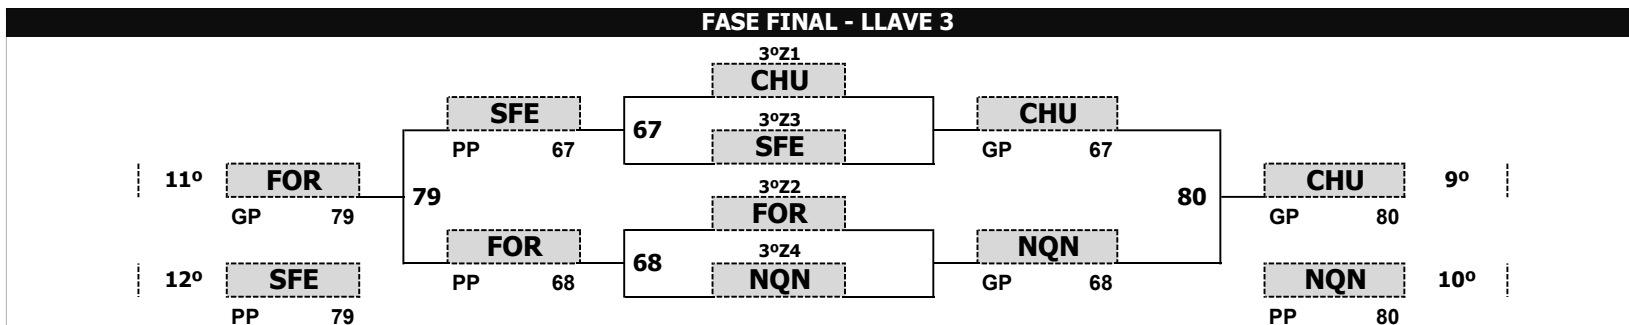 FASE FINAL - LLAVE 3
3ºZ1
CHU
SFE
CHU
67
3ºZ3
SFE
PP 67
GP 67
11º
FOR
79
3ºZ2
FOR
80
CHU
9º
GP 79
GP 80
FOR
68
3ºZ4
NQN
NQN
PP 68
GP 68
12º
SFE
NQN
10º
PP 79
PP 80